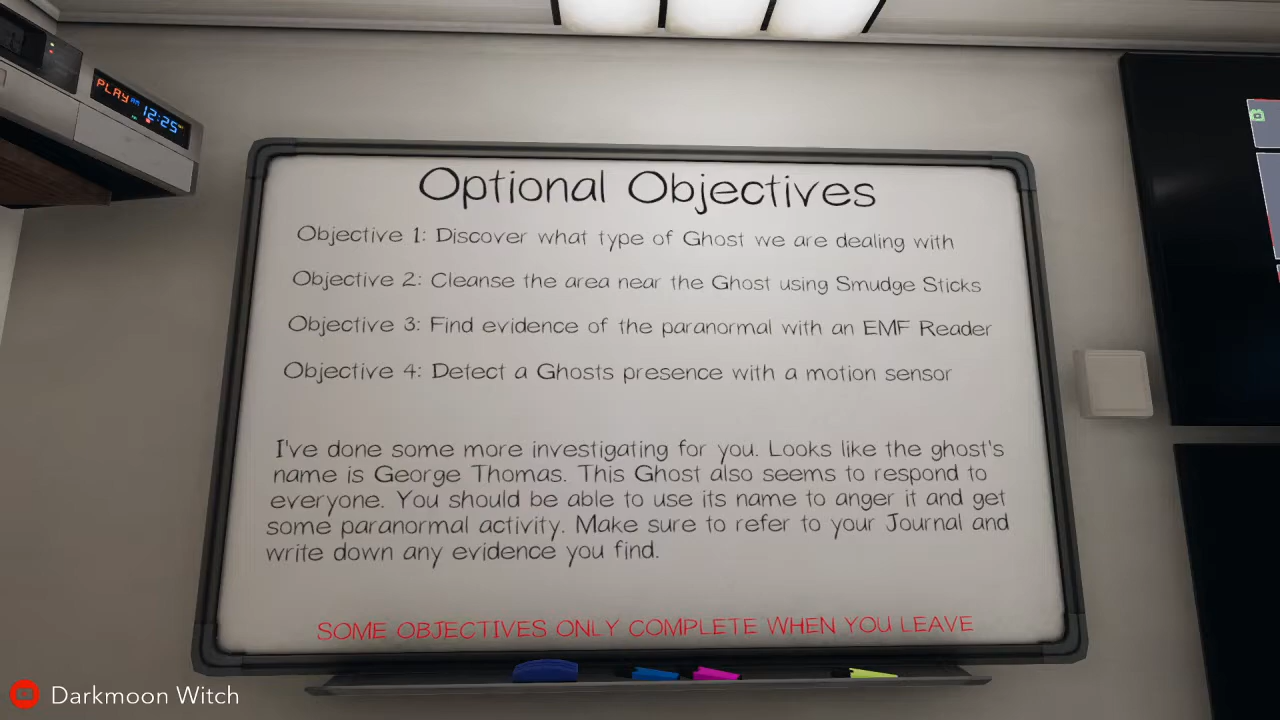 PLAY AM 12:25
Optional Objectives
Objective 1: Discover what type of Ghost we are dealing with
Objective 2: Cleanse the area near the Ghost using Smudge Sticks
Objective 3: Find evidence of the paranormal with an EMF Reader
Objective 4: Detect a Ghosts presence with a motion sensor
I've done some more investigating for you. Looks like the ghost's
name is George Thomas. This Ghost also seems to respond to
everyone. You should be able to use its name to anger it and get
some paranormal activity. Make sure to refer to your Journal and
write down any evidence you find.
SOME OBJECTIVES ONLY COMPLETE WHEN YOU LEAVE
Darkmoon Witch